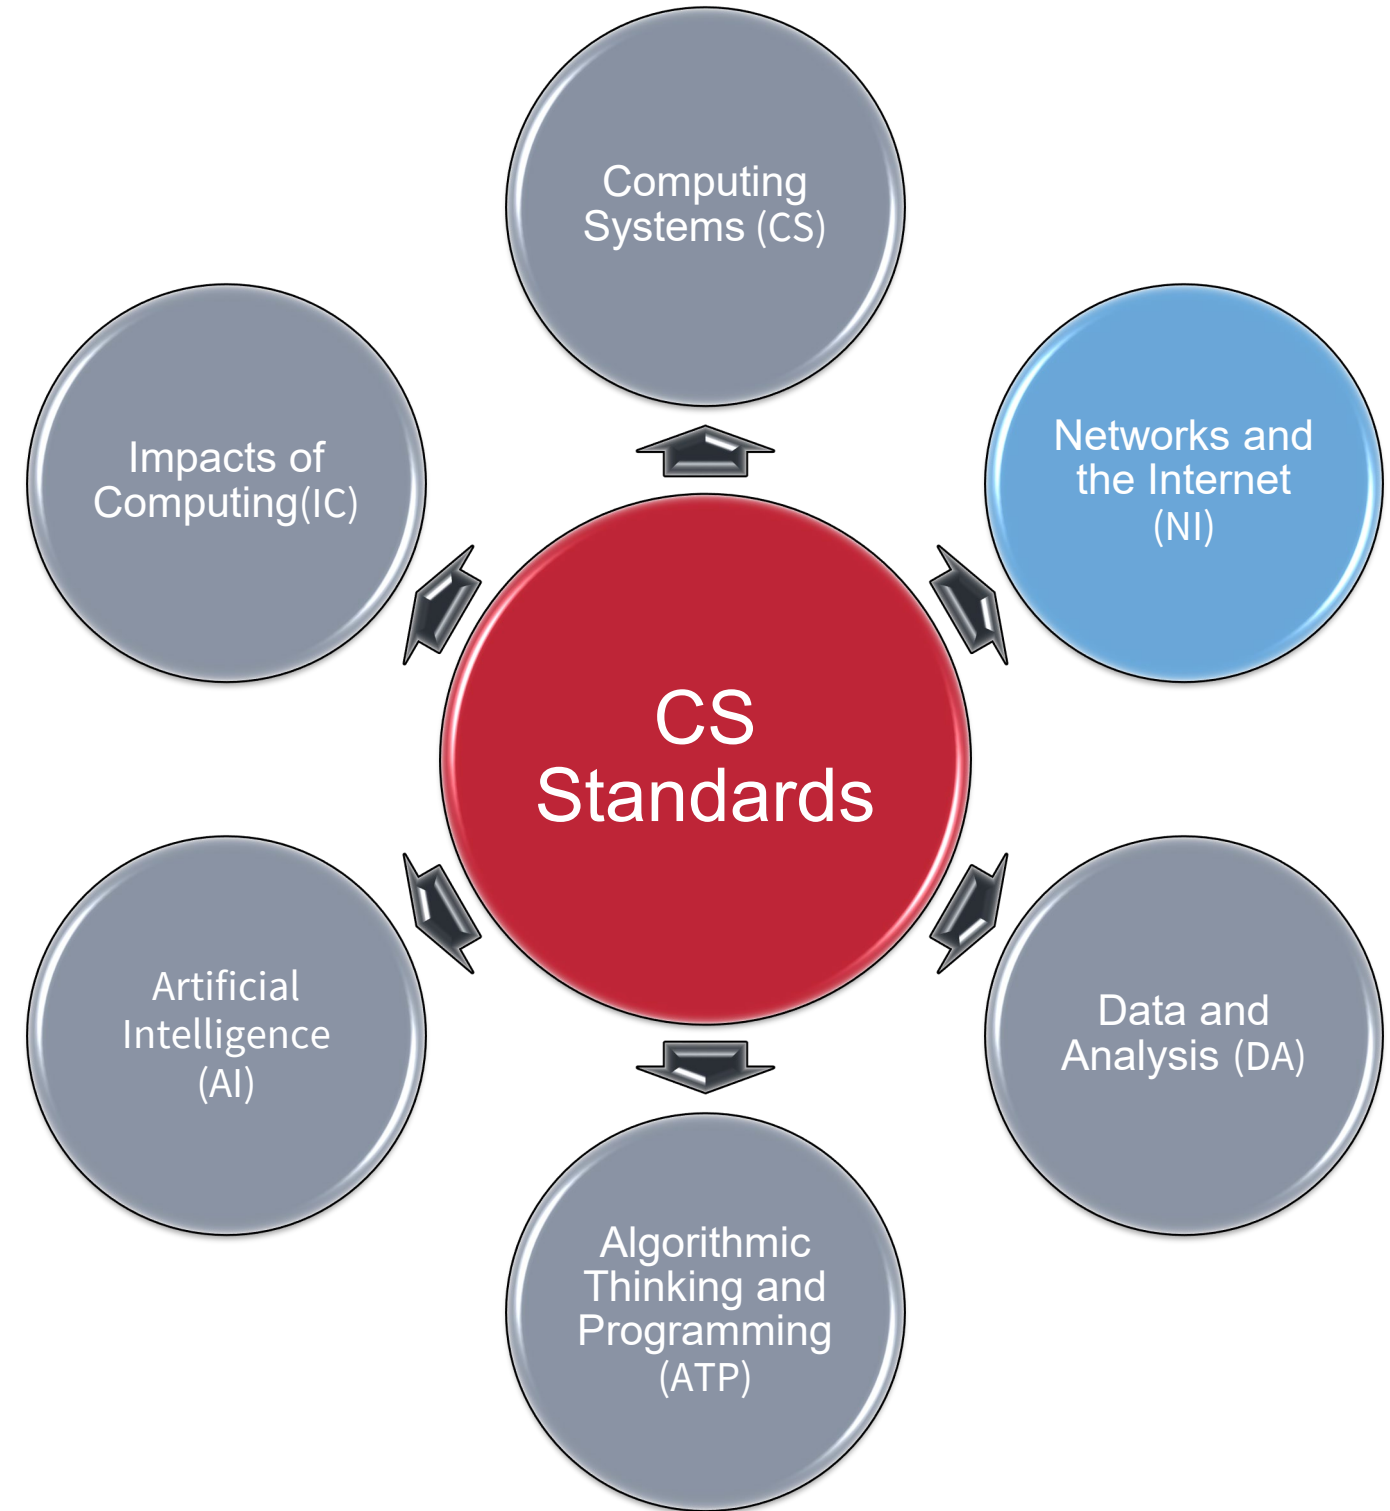 Computing
Systems (CS)
Networks and
the Internet
(NI)
Impacts of
Computing(IC)
CS
Standards
Artificial
Intelligence
(AI)
Data and
Analysis (DA)
Algorithmic
Thinking and
Programming
(ATP)